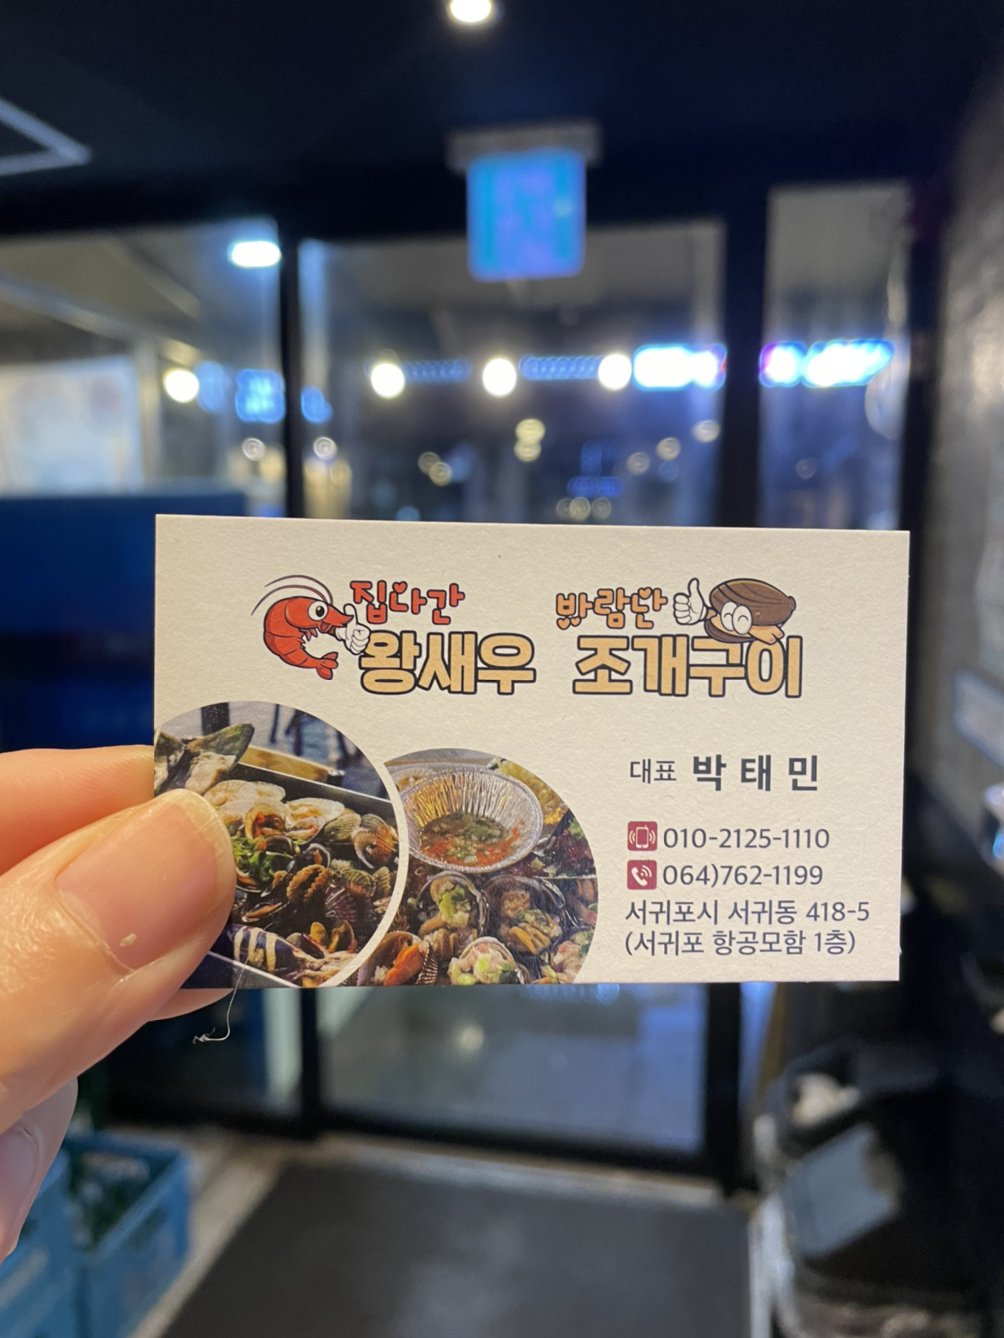 집나간 바람난
왕새우 조개구이
대표 박태민
010-2125-1110
064)762-1199
서귀포시 서귀동 418-5
(서귀포 항공모함 1층)